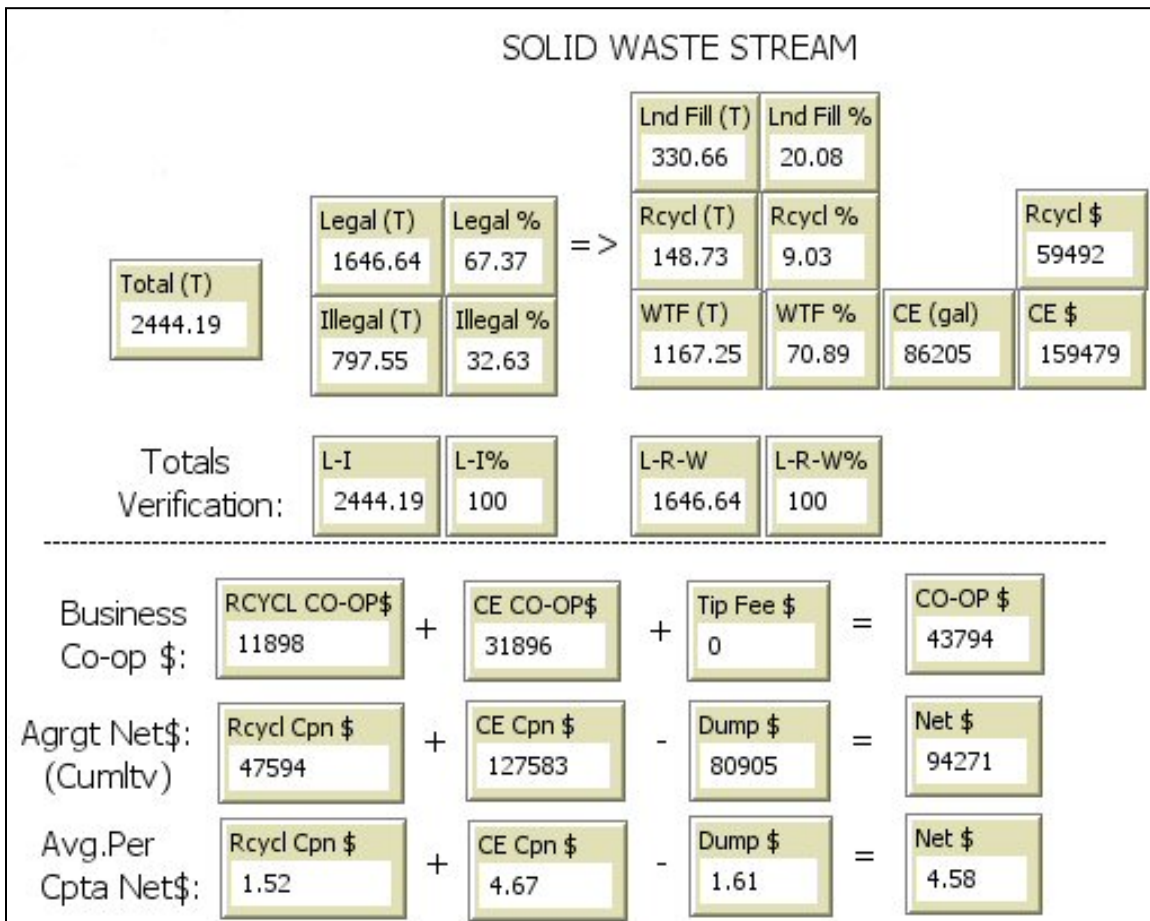 SOLID WASTE STREAM
Lnd Fill (T) Lnd Fill %
330.66 20.08
Legal (T) Legal % => Rcycl (T) Rcycl % Rcycl $
1646.64 67.37 148.73 9.03 59492
Total (T)
2444.19
Illegal (T) Illegal % WTF (T) WTF % CE (gal) CE $
797.55 32.63 1167.25 70.89 86205 159479
Totals Verification:
L-I L-I% L-R-W L-R-W%
2444.19 100 1646.64 100
Business Co-op $:
RCYCL CO-OP$ + CE CO-OP$ + Tip Fee $ = CO-OP $
11898 31896 0 43794
Agrgt Net$: (Cumltv)
Rcycl Cpn $ + CE Cpn $ - Dump $ = Net $
47594 127583 80905 94271
Avg.Per Cpta Net$:
Rcycl Cpn $ + CE Cpn $ - Dump $ = Net $
1.52 4.67 1.61 4.58